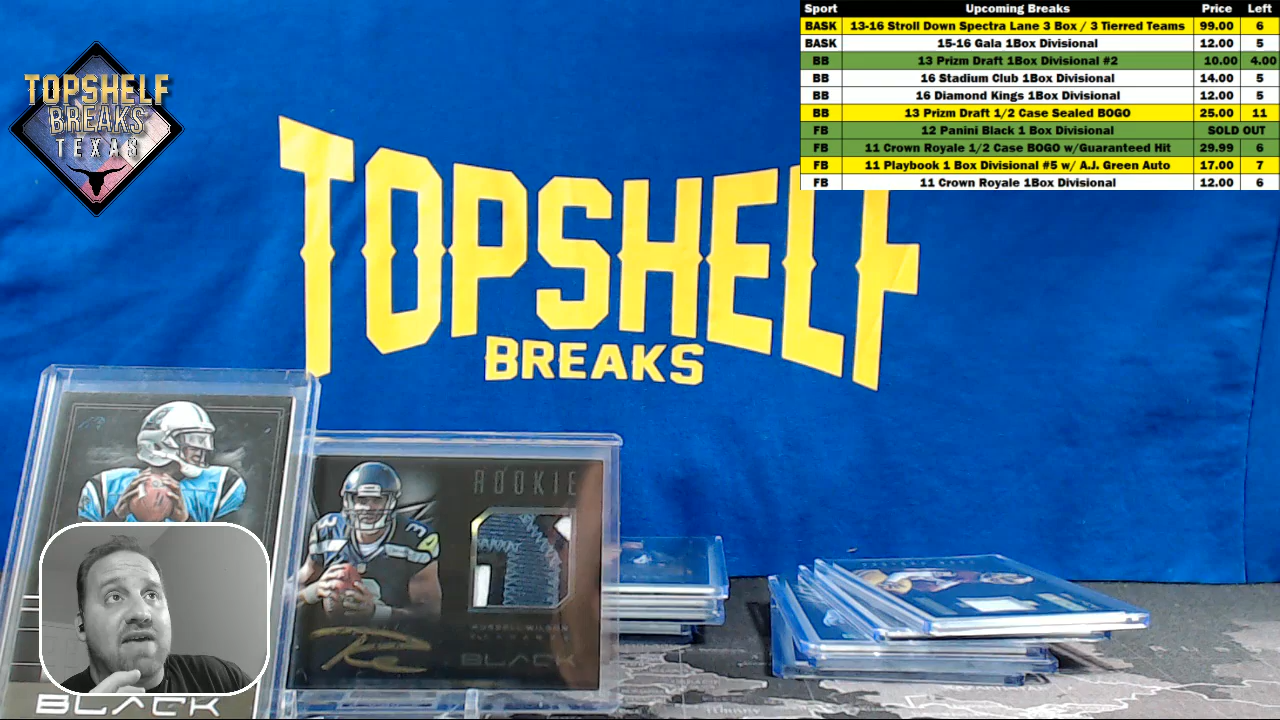 Sport Upcoming Breaks Price Left
BASK 13-16 Stroll Down Spectra Lane 3 Box / 3 Tierred Teams 99.00 6
BASK 15-16 Gala 1Box Divisional 12.00 5
BB 13 Prizm Draft 1Box Divisional #2 10.00 4.00
BB 16 Stadium Club 1Box Divisional 14.00 5
BB 16 Diamond Kings 1Box Divisional 12.00 5
BB 13 Prizm Draft 1/2 Case Sealed BOGO 25.00 11
FB 12 Panini Black 1 Box Divisional SOLD OUT
FB 11 Crown Royale 1/2 Case BOGO w/Guaranteed Hit 29.99 6
FB 11 Playbook 1 Box Divisional #5 w/ A.J. Green Auto 17.00 7
FB 11 Crown Royale 1Box Divisional 12.00 6
TOPSHELF
BREAKS
TEXAS
TOPSHELF
BREAKS
ROOKIE
RUSSELL WILSON
BLACK
BLACK